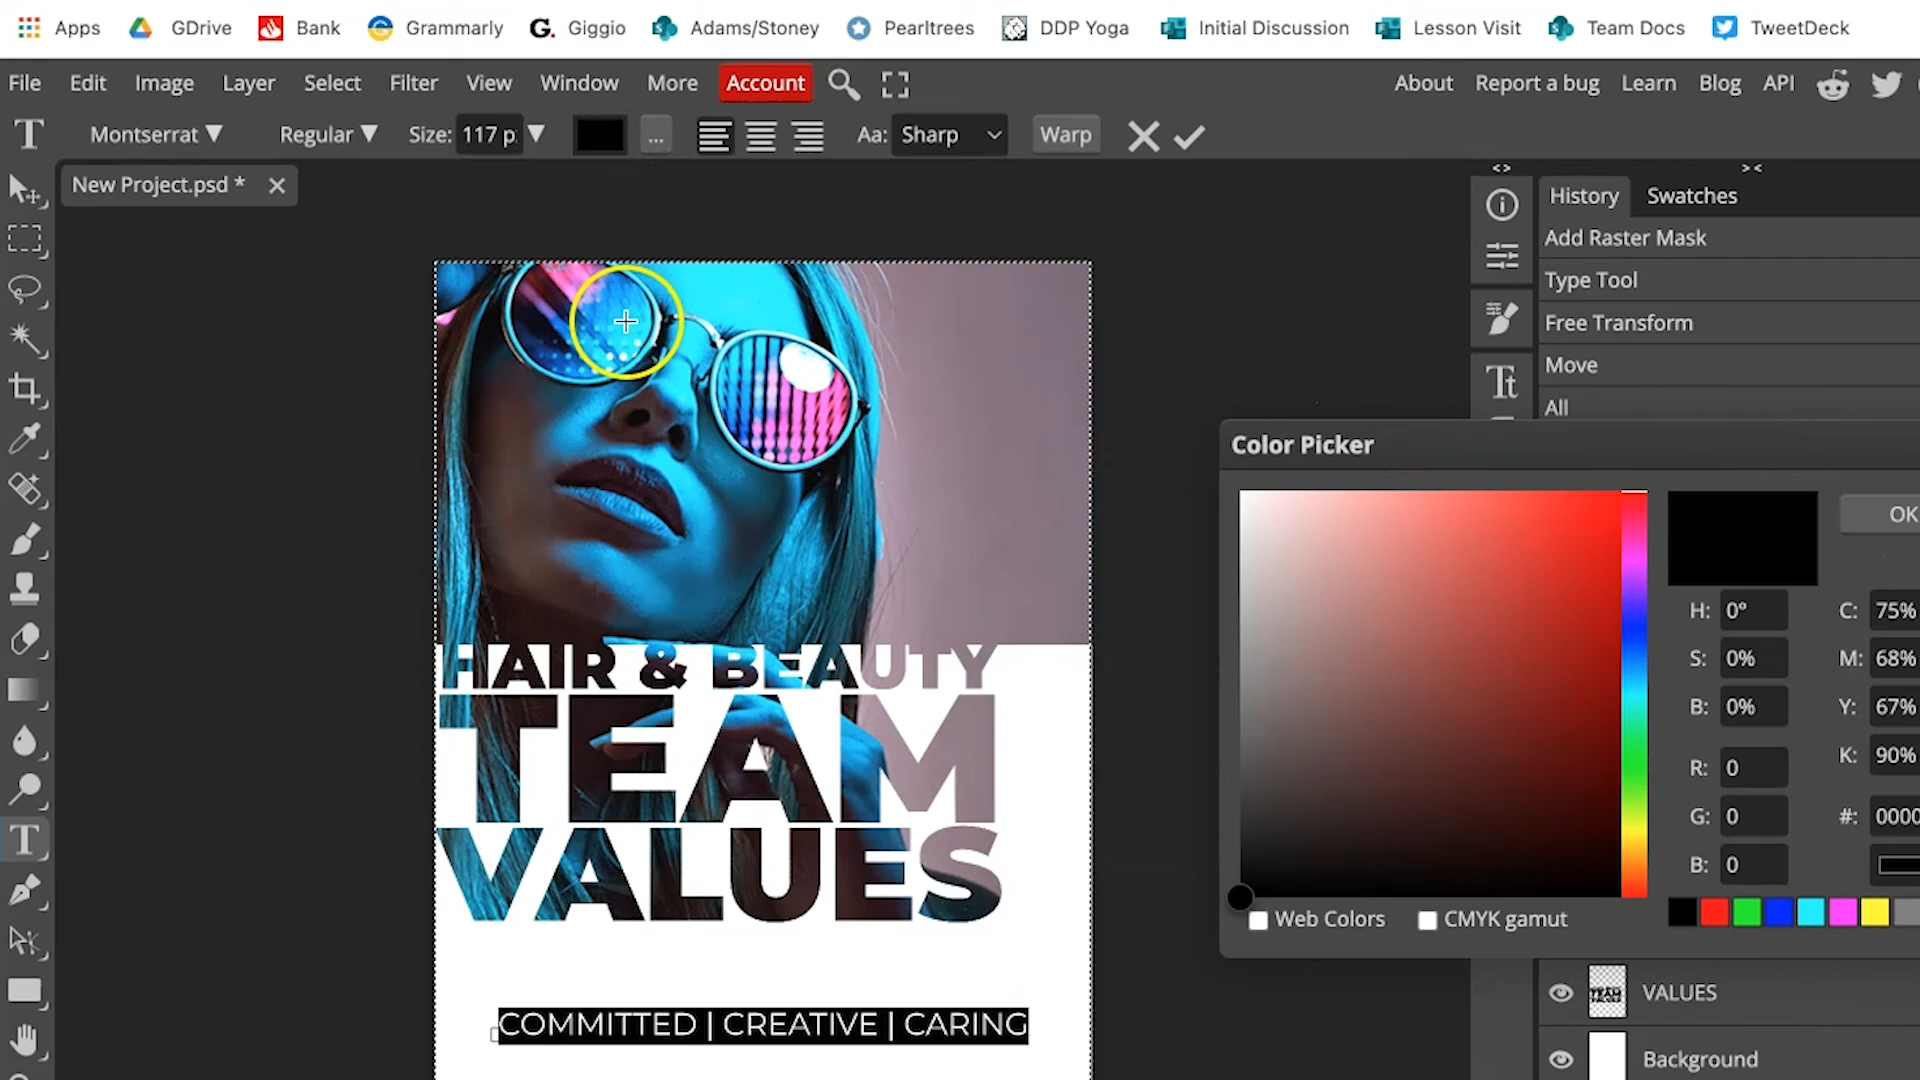 Apps GDrive Bank Grammarly G. Giggio Adams/Stoney Pearltrees DDP Yoga Initial Discussion Lesson Visit Team Docs TweetDeck
File Edit Image Layer Select Filter View Window More Account About Report a bug Learn Blog API
T Montserrat Regular Size: 117 p ... Aa: Sharp Warp
New Project.psd *
History Swatches
Add Raster Mask
Type Tool
Free Transform
Move
All
Color Picker
OK
H: 0° C: 75%
S: 0% M: 68%
B: 0% Y: 67%
K: 90%
R: 0
G: 0 #: 0000
B: 0
Web Colors CMYK gamut
HAIR & BEAUTY
TEAM
VALUES
COMMITTED | CREATIVE | CARING
VALUES
Background